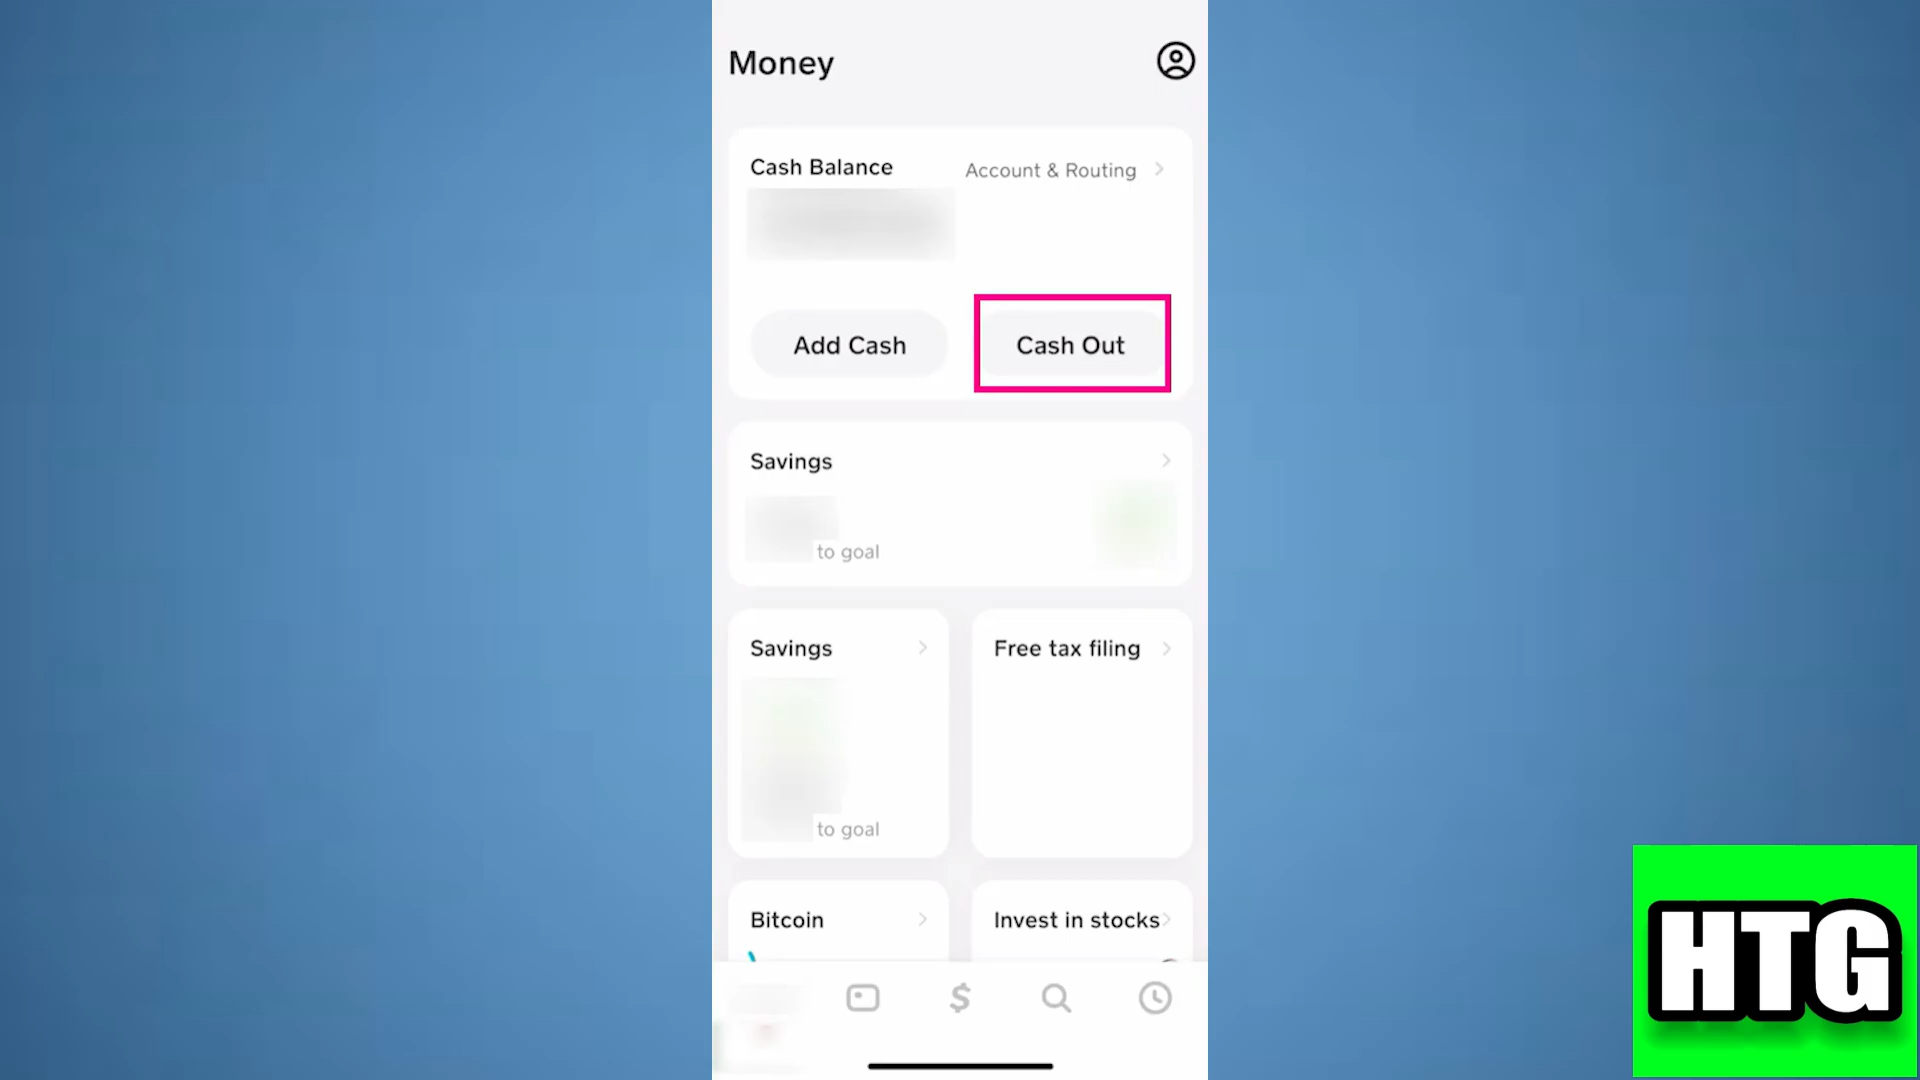 Money
Cash Balance
Account & Routing
Add Cash
Cash Out
Savings
to goal
Savings
to goal
Free tax filing
Bitcoin
Invest in stocks
$
HTG